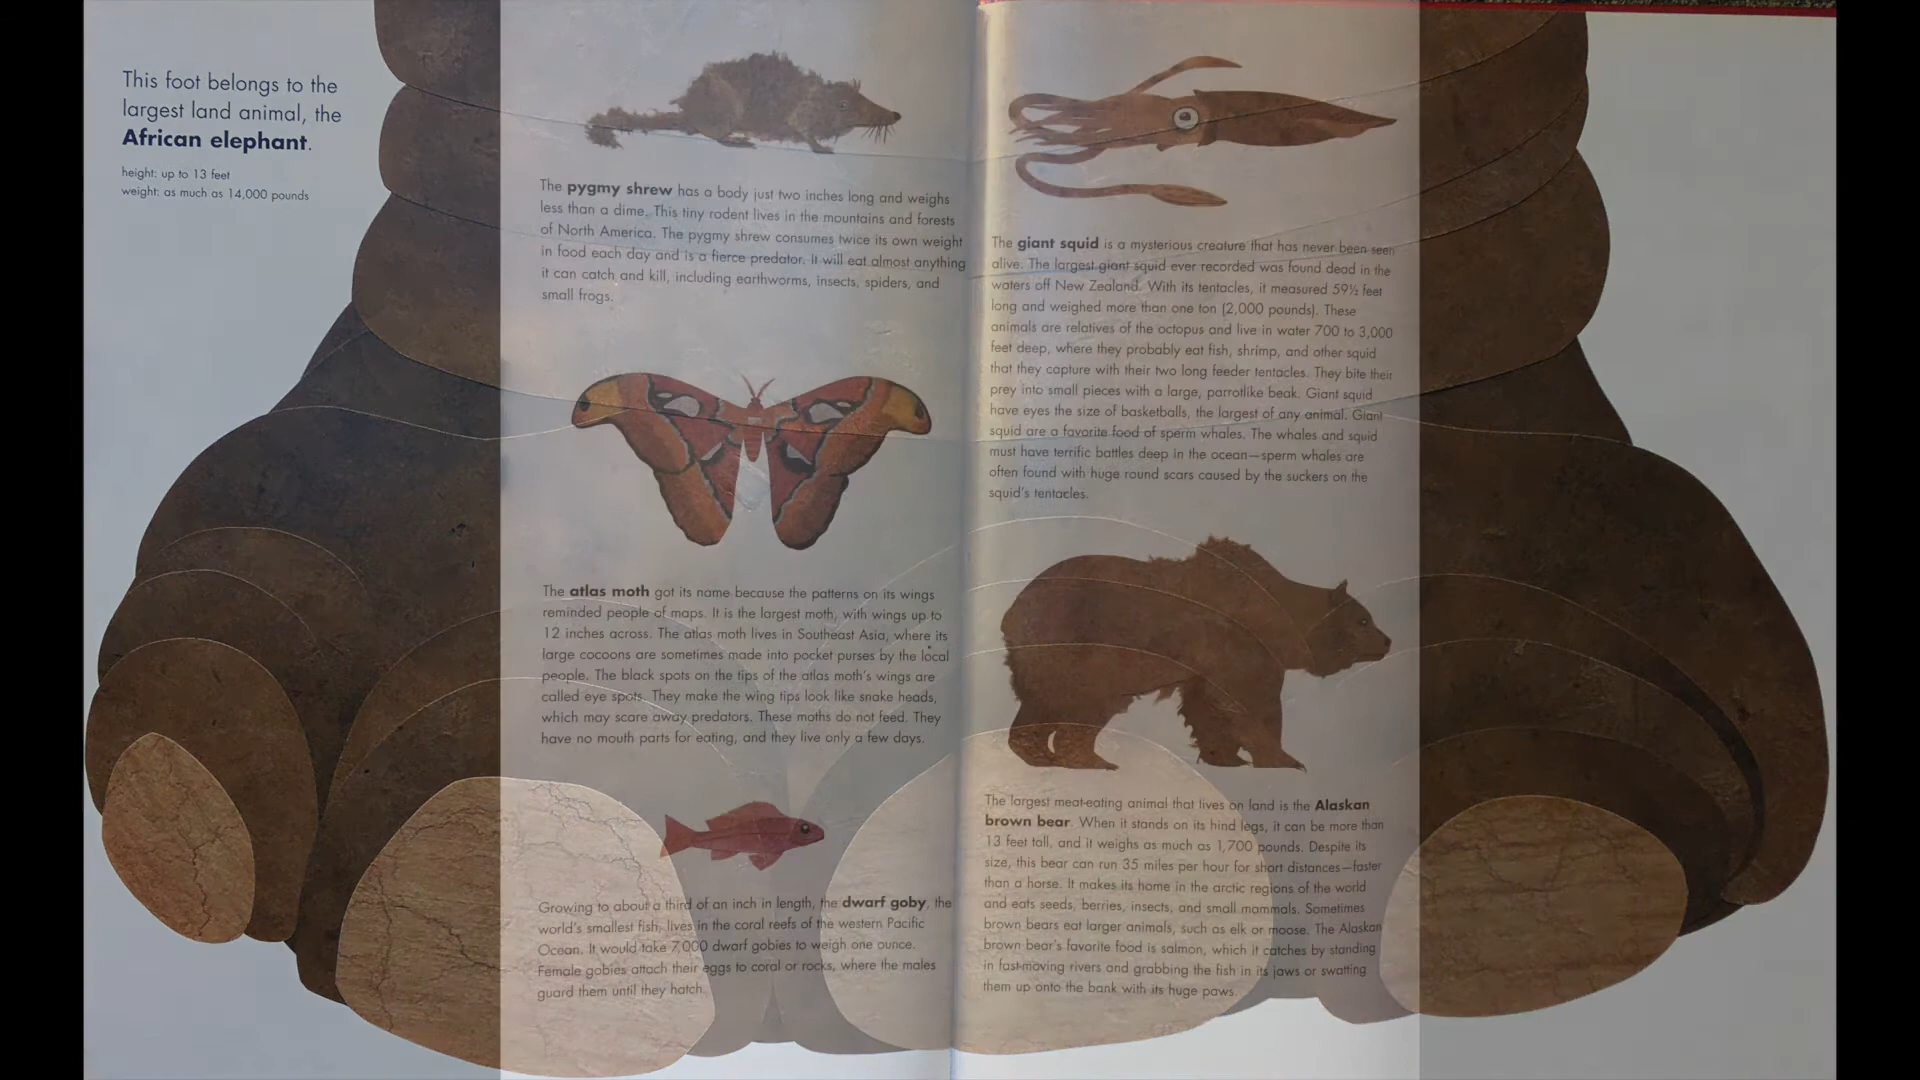 This foot belongs to the
largest land animal, the
African elephant.
height: up to 13 feet
weight: as much as 14,000 pounds
The pygmy shrew has a body just two inches long and weighs
less than a dime. This tiny rodent lives in the mountains and forests
of North America. The pygmy shrew consumes twice its own weight
in food each day and is a fierce predator. It will eat almost anything
it can catch and kill, including earthworms, insects, spiders, and
small frogs.
The atlas moth got its name because the patterns on its wings
reminded people of maps. It is the largest moth, with wings up to
12 inches across. The atlas moth lives in Southeast Asia, where its
large cocoons are sometimes made into pocket purses by the local
people. The black spots on the tips of the atlas moth's wings are
called eye spots. They make the wing tips look like snake heads,
which may scare away predators. These moths do not feed. They
have no mouth parts for eating, and they live only a few days.
Growing to about a third of an inch in length, the dwarf goby, the
world's smallest fish, lives in the coral reefs of the western Pacific
Ocean. It would take 7,000 dwarf gobies to weigh one ounce.
Female gobies attach their eggs to coral or rocks, where the males
guard them until they hatch.
The giant squid is a mysterious creature that has never been seen
alive. The largest giant squid ever recorded was found dead in the
waters off New Zealand. With its tentacles, it measured 59½ feet
long and weighed more than one ton (2,000 pounds). These
animals are relatives of the octopus and live in water 700 to 3,000
feet deep, where they probably eat fish, shrimp, and other squid
that they capture with their two long feeder tentacles. They bite their
prey into small pieces with a large, parrotlike beak. Giant squid
have eyes the size of basketballs, the largest of any animal. Giant
squid are a favorite food of sperm whales. The whales and squid
must have terrific battles deep in the ocean—sperm whales are
often found with huge round scars caused by the suckers on the
squid's tentacles.
The largest meat-eating animal that lives on land is the Alaskan
brown bear. When it stands on its hind legs, it can be more than
13 feet tall, and it weighs as much as 1,700 pounds. Despite its
size, this bear can run 35 miles per hour for short distances—faster
than a horse. It makes its home in the arctic regions of the world
and eats seeds, berries, insects, and small mammals. Sometimes
brown bears eat larger animals, such as elk or moose. The Alaskan
brown bear's favorite food is salmon, which it catches by standing
in fast-moving rivers and grabbing the fish in its jaws or swatting
them up onto the bank with its huge paws.